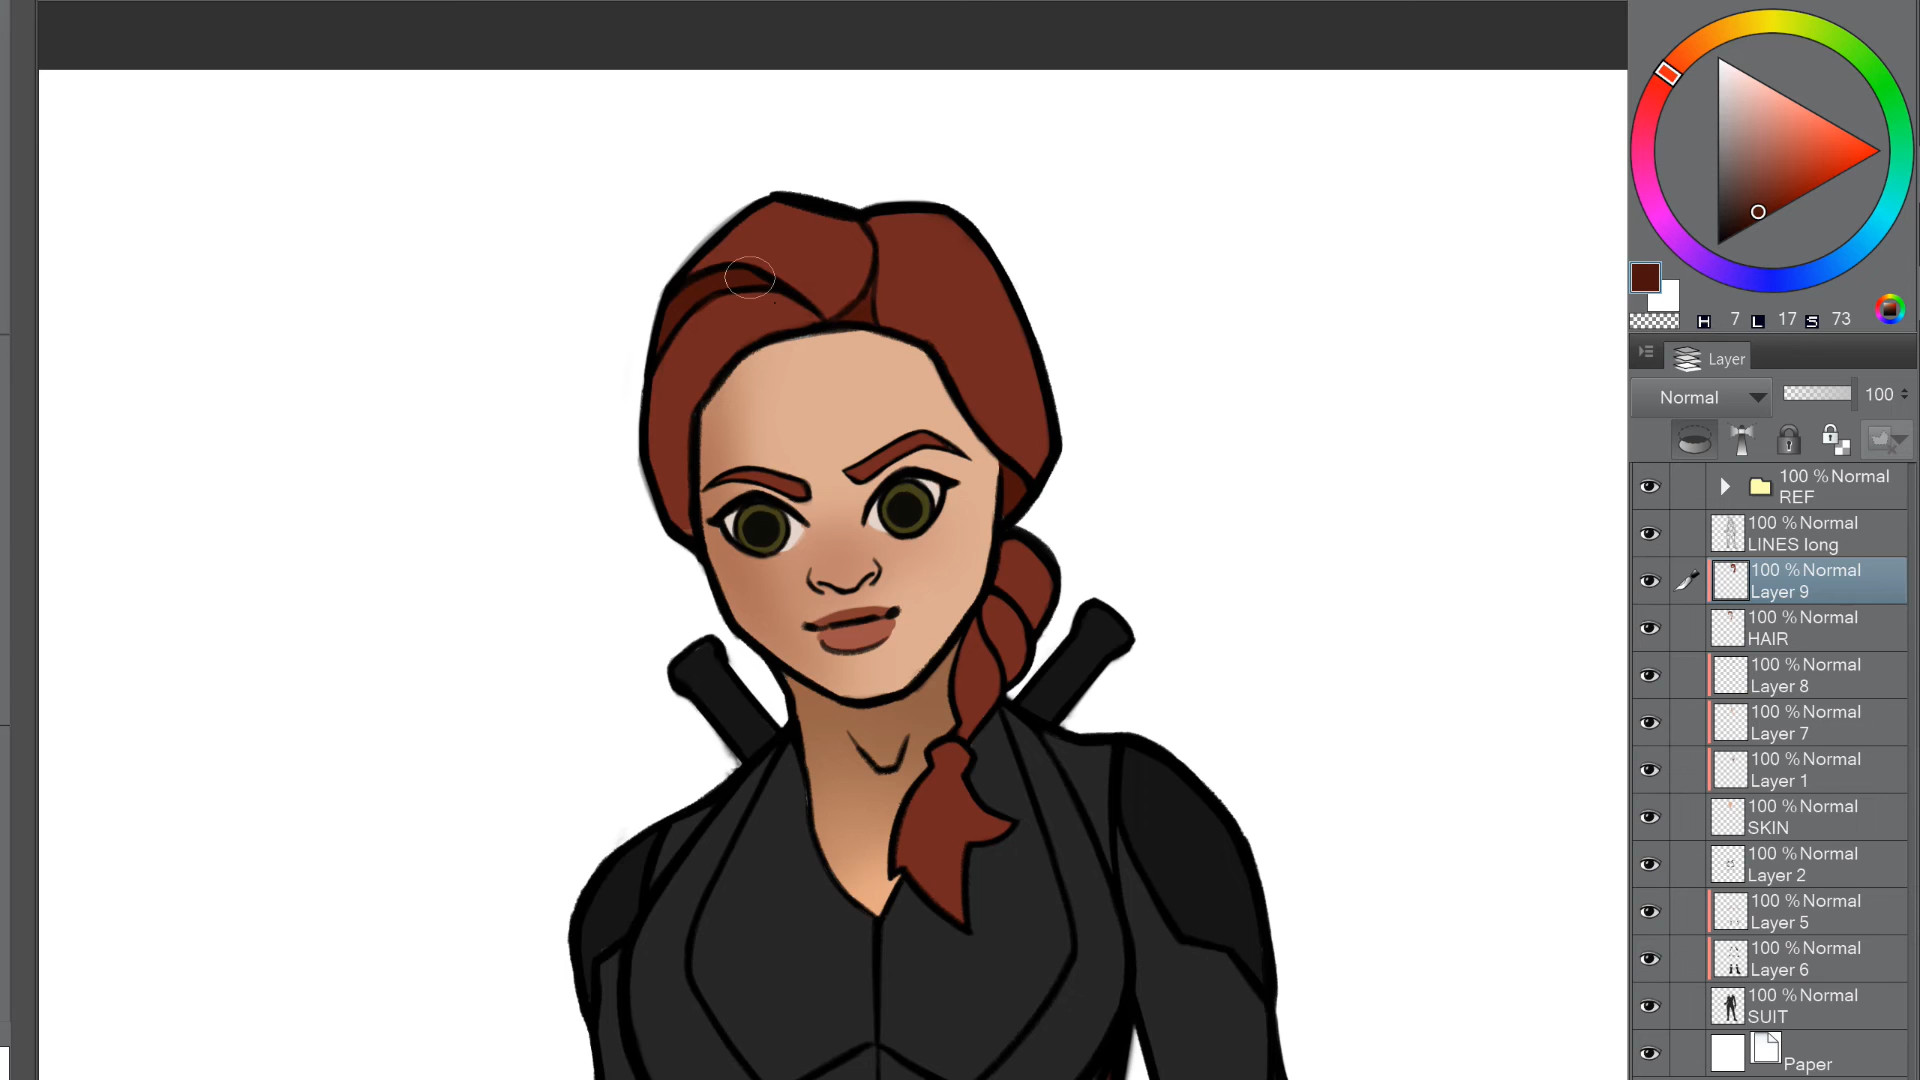 H 7 L 17 S 73
Layer
Normal 100
100 % Normal
REF
100 % Normal
LINES long
100 % Normal
Layer 9
100 % Normal
HAIR
100 % Normal
Layer 8
100 % Normal
Layer 7
100 % Normal
Layer 1
100 % Normal
SKIN
100 % Normal
Layer 2
100 % Normal
Layer 5
100 % Normal
Layer 6
100 % Normal
SUIT
Paper